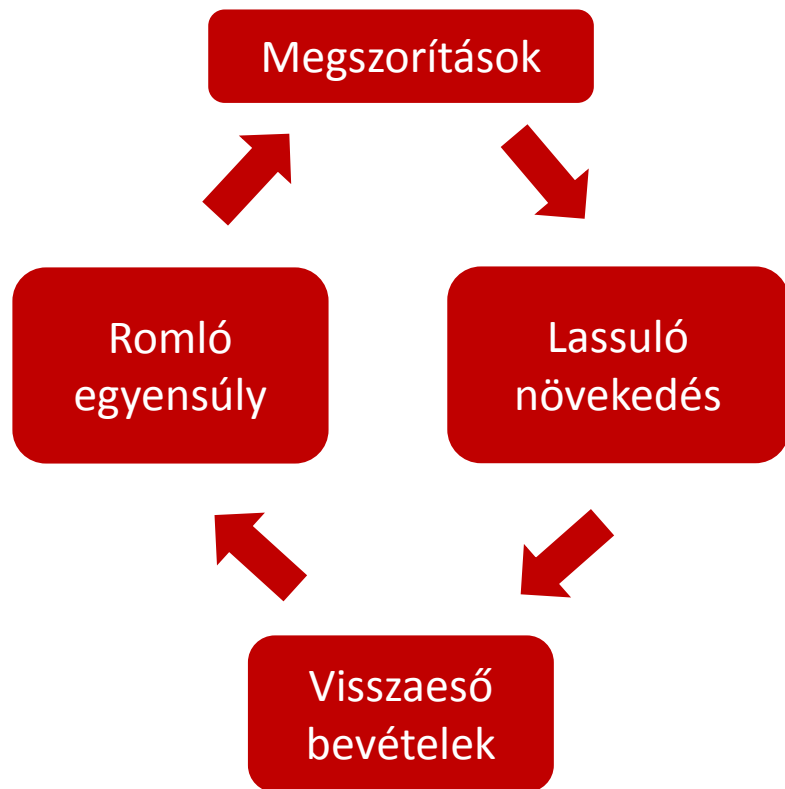 Megszorítások
Romló
egyensúly
Lassuló
növekedés
Visszaeső
bevételek